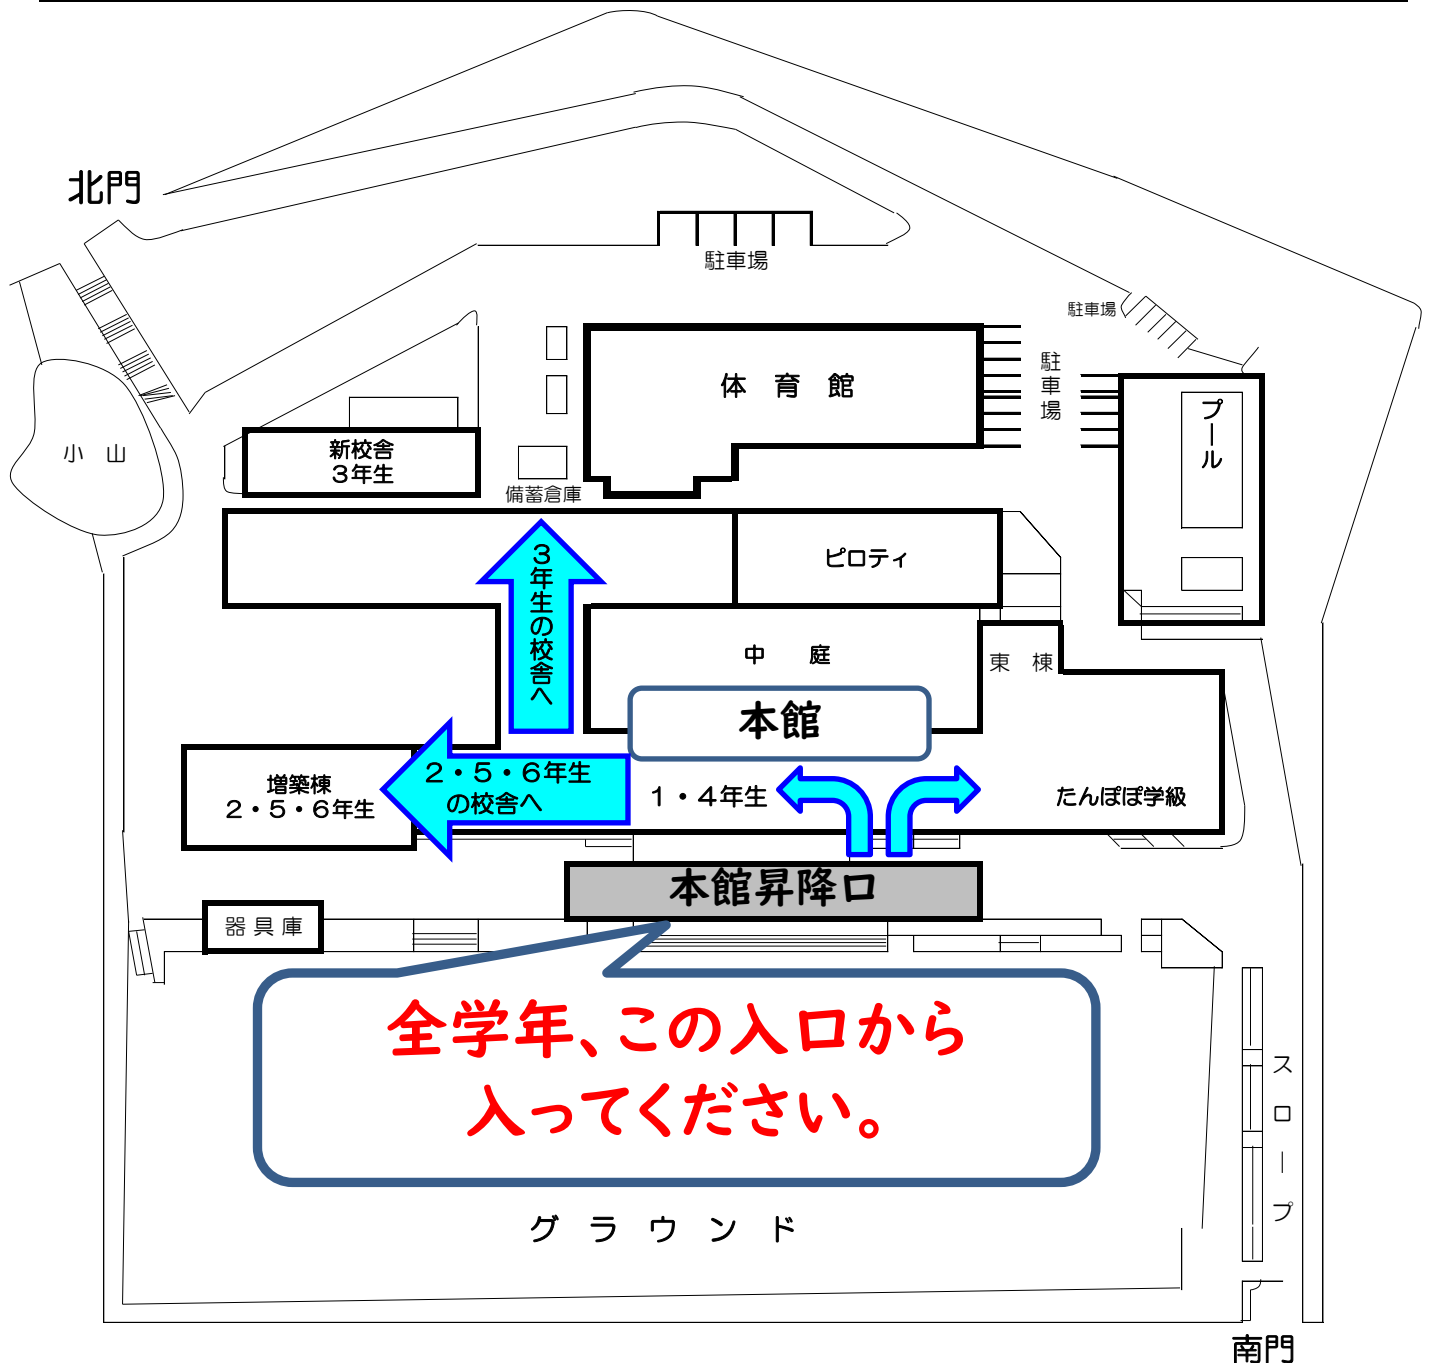 北門
駐車場
駐車場
駐車場
体育館
プール
小山
新校舎
3年生
備蓄倉庫
3年生の校舎へ
ピロティ
中庭
東棟
本館
増築棟
2・5・6年生
2・5・6年生
の校舎へ
1・4年生
たんぽぽ学級
本館昇降口
器具庫
全学年、この入口から
入ってください。
スロープ
グラウンド
南門